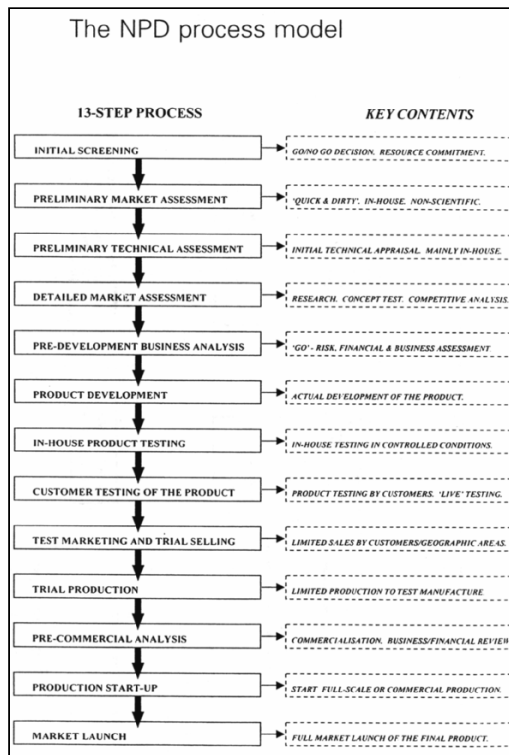 The NPD process model
13-STEP PROCESS KEY CONTENTS
INITIAL SCREENING GO/NO GO DECISION. RESOURCE COMMITMENT.
PRELIMINARY MARKET ASSESSMENT 'QUICK & DIRTY'. IN-HOUSE. NON-SCIENTIFIC.
PRELIMINARY TECHNICAL ASSESSMENT INITIAL TECHNICAL APPRAISAL. MAINLY IN-HOUSE.
DETAILED MARKET ASSESSMENT RESEARCH. CONCEPT TEST. COMPETITIVE ANALYSIS.
PRE-DEVELOPMENT BUSINESS ANALYSIS 'GO'- RISK, FINANCIAL & BUSINESS ASSESSMENT
PRODUCT DEVELOPMENT ACTUAL DEVELOPMENT OF THE PRODUCT.
IN-HOUSE PRODUCT TESTING IN-HOUSE TESTING IN CONTROLLED CONDITIONS.
CUSTOMER TESTING OF THE PRODUCT PRODUCT TESTING BY CUSTOMERS. 'LIVE' TESTING.
TEST MARKETING AND TRIAL SELLING LIMITED SALES BY CUSTOMERS/GEOGRAPHIC AREAS.
TRIAL PRODUCTION LIMITED PRODUCTION TO TEST MANUFACTURE
PRE-COMMERCIAL ANALYSIS COMMERCIALISATION. BUSINESS/FINANCIAL REVIEW
PRODUCTION START-UP START FULL-SCALE OR COMMERCIAL PRODUCTION.
MARKET LAUNCH FULL MARKET LAUNCH OF THE FINAL PRODUCT.